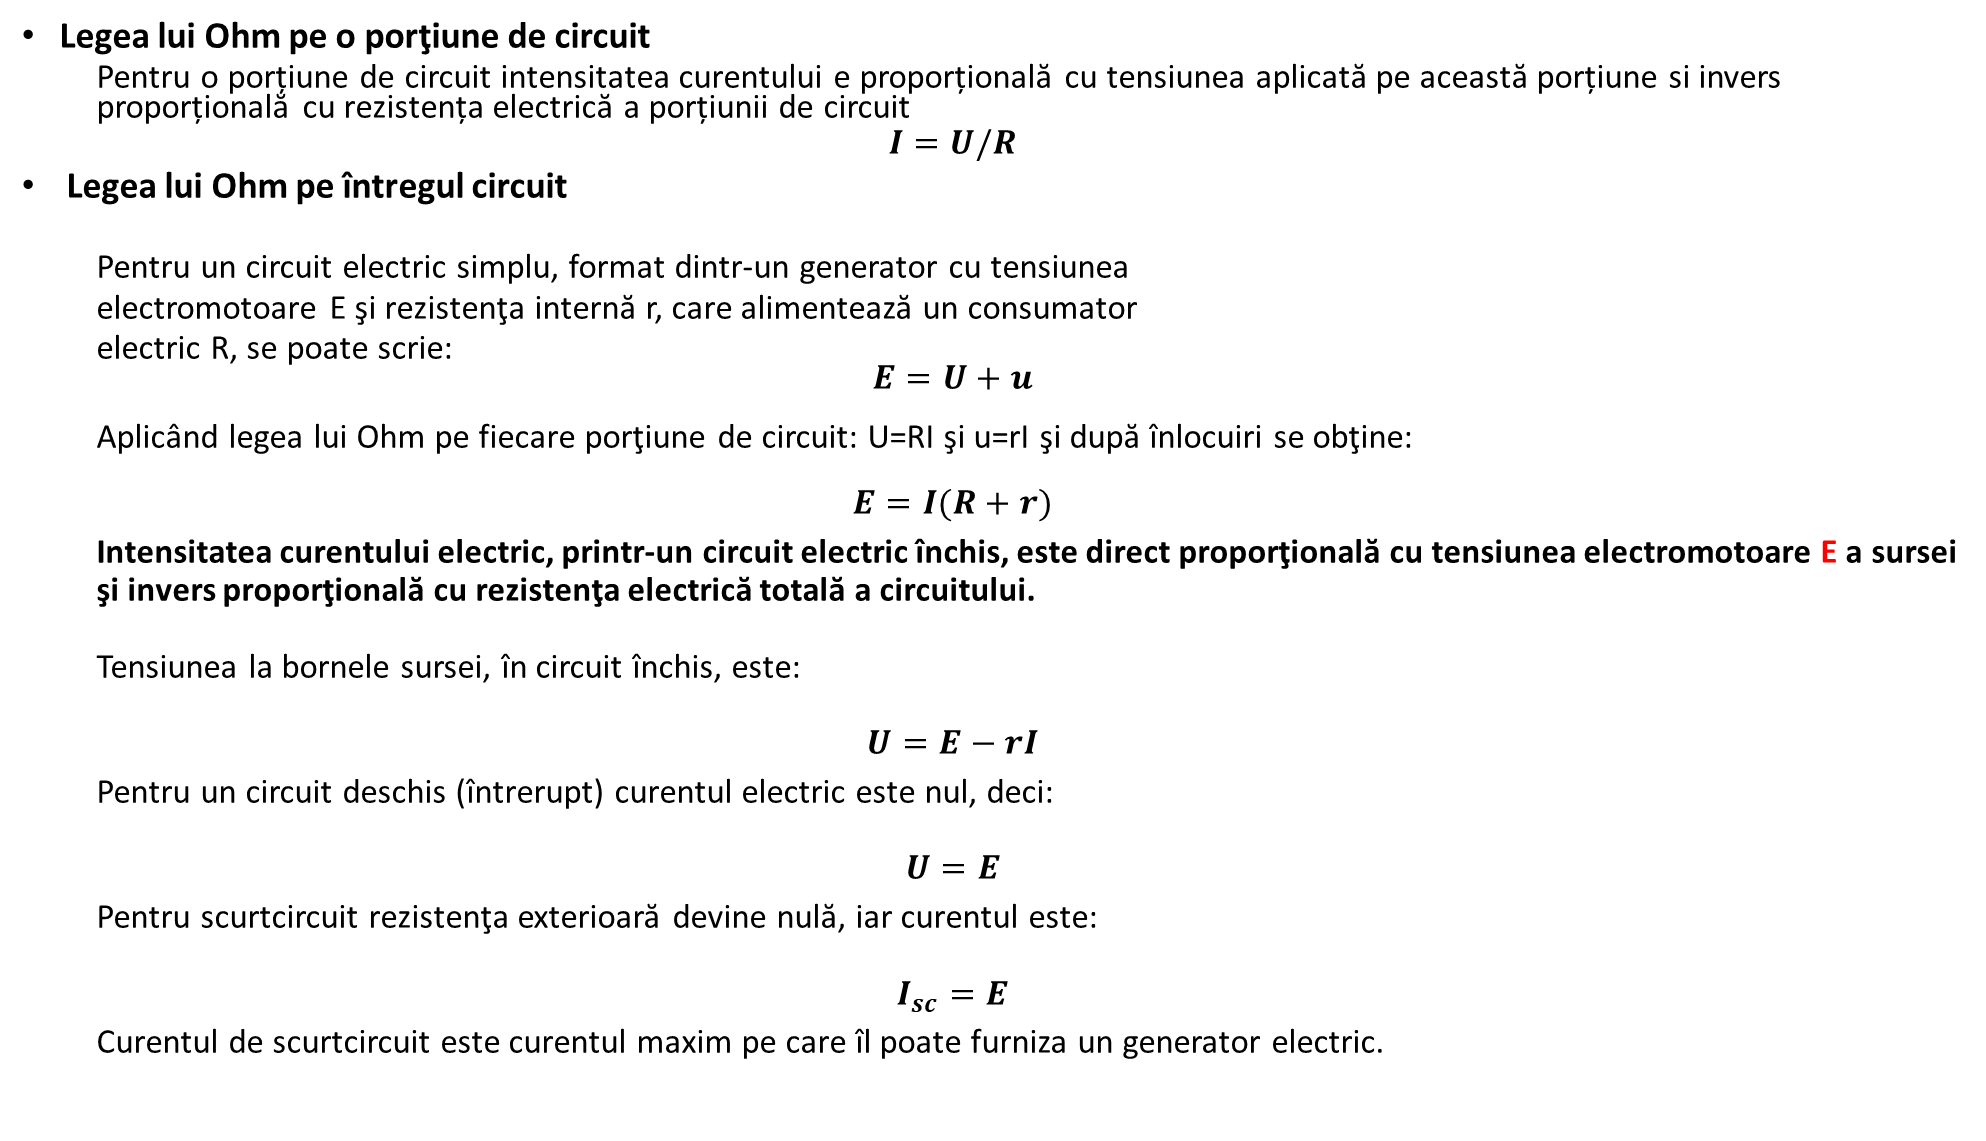 • Legea lui Ohm pe o porţiune de circuit
Pentru o porțiune de circuit intensitatea curentului e proporțională cu tensiunea aplicată pe această porțiune si invers
proporțională cu rezistența electrică a porțiunii de circuit
I = U/R
• Legea lui Ohm pe întregul circuit
Pentru un circuit electric simplu, format dintr-un generator cu tensiunea
electromotoare E şi rezistenţa internă r, care alimentează un consumator
electric R, se poate scrie:
E = U + u
Aplicând legea lui Ohm pe fiecare porţiune de circuit: U=RI şi u=rI şi după înlocuiri se obţine:
E = I(R + r)
Intensitatea curentului electric, printr-un circuit electric închis, este direct proporţională cu tensiunea electromotoare E a sursei
şi invers proporţională cu rezistenţa electrică totală a circuitului.
Tensiunea la bornele sursei, în circuit închis, este:
U = E − rI
Pentru un circuit deschis (întrerupt) curentul electric este nul, deci:
U = E
Pentru scurtcircuit rezistenţa exterioară devine nulă, iar curentul este:
I_sc = E
Curentul de scurtcircuit este curentul maxim pe care îl poate furniza un generator electric.